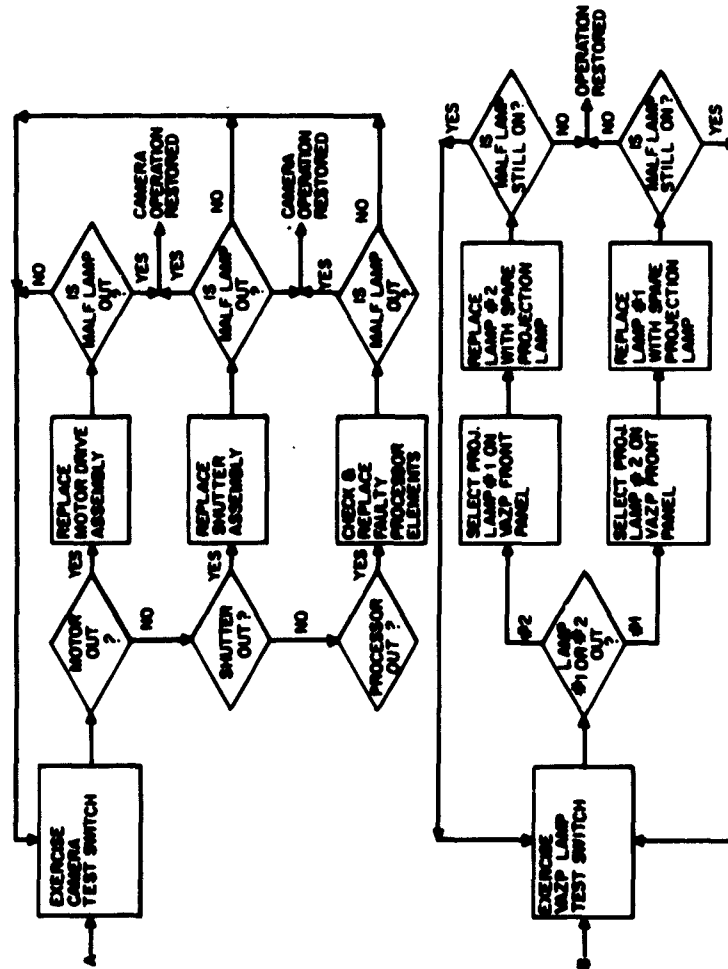 A
EXERCISE
CAMERA
TEST SWITCH
MOTOR
OUT
?
YES
NO
REPLACE
MOTOR DRIVE
ASSEMBLY
IS
MALF LAMP
OUT
?
NO
YES
CAMERA
OPERATION
RESTORED
SHUTTER
OUT ?
YES
NO
REPLACE
SHUTTER
ASSEMBLY
YES
IS
MALF LAMP
OUT
?
NO
CAMERA
OPERATION
RESTORED
PROCESSOR
OUT ?
YES
CHECK &
REPLACE
FAULTY
PROCESSOR
ELEMENTS
YES
IS
MALF LAMP
OUT
?
NO
B
EXERCISE
VAZP LAMP
TEST SWITCH
LAMP
#1 OR #2
OUT
?
#2
#1
SELECT PROJ.
LAMP #1 ON
VAZP FRONT
PANEL
REPLACE
LAMP #2
WITH SPARE
PROJECTION
LAMP
IS
MALF LAMP
STILL ON?
YES
NO
OPERATION
RESTORED
SELECT PROJ.
LAMP #2 ON
VAZP FRONT
PANEL
REPLACE
LAMP #1
WITH SPARE
PROJECTION
LAMP
NO
IS
MALF LAMP
STILL ON?
YES